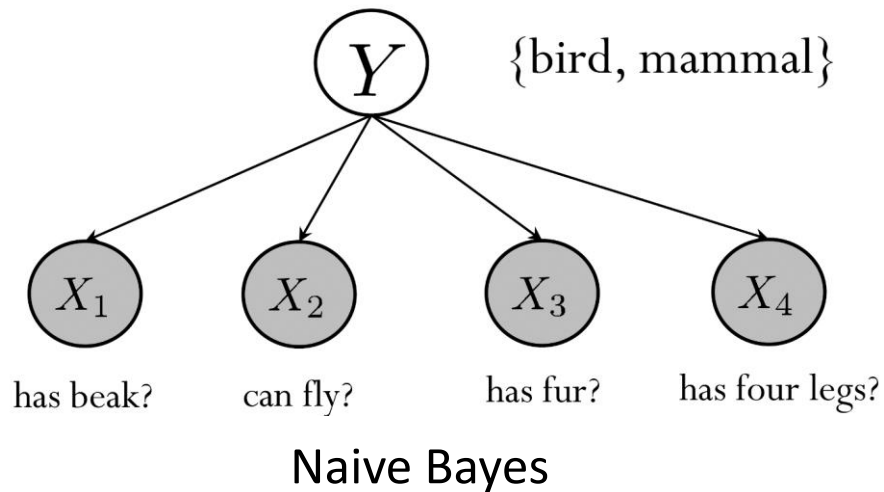 Y
{bird, mammal}
X₁
X₂
X₃
X₄
has beak?
can fly?
has fur?
has four legs?
Naive Bayes